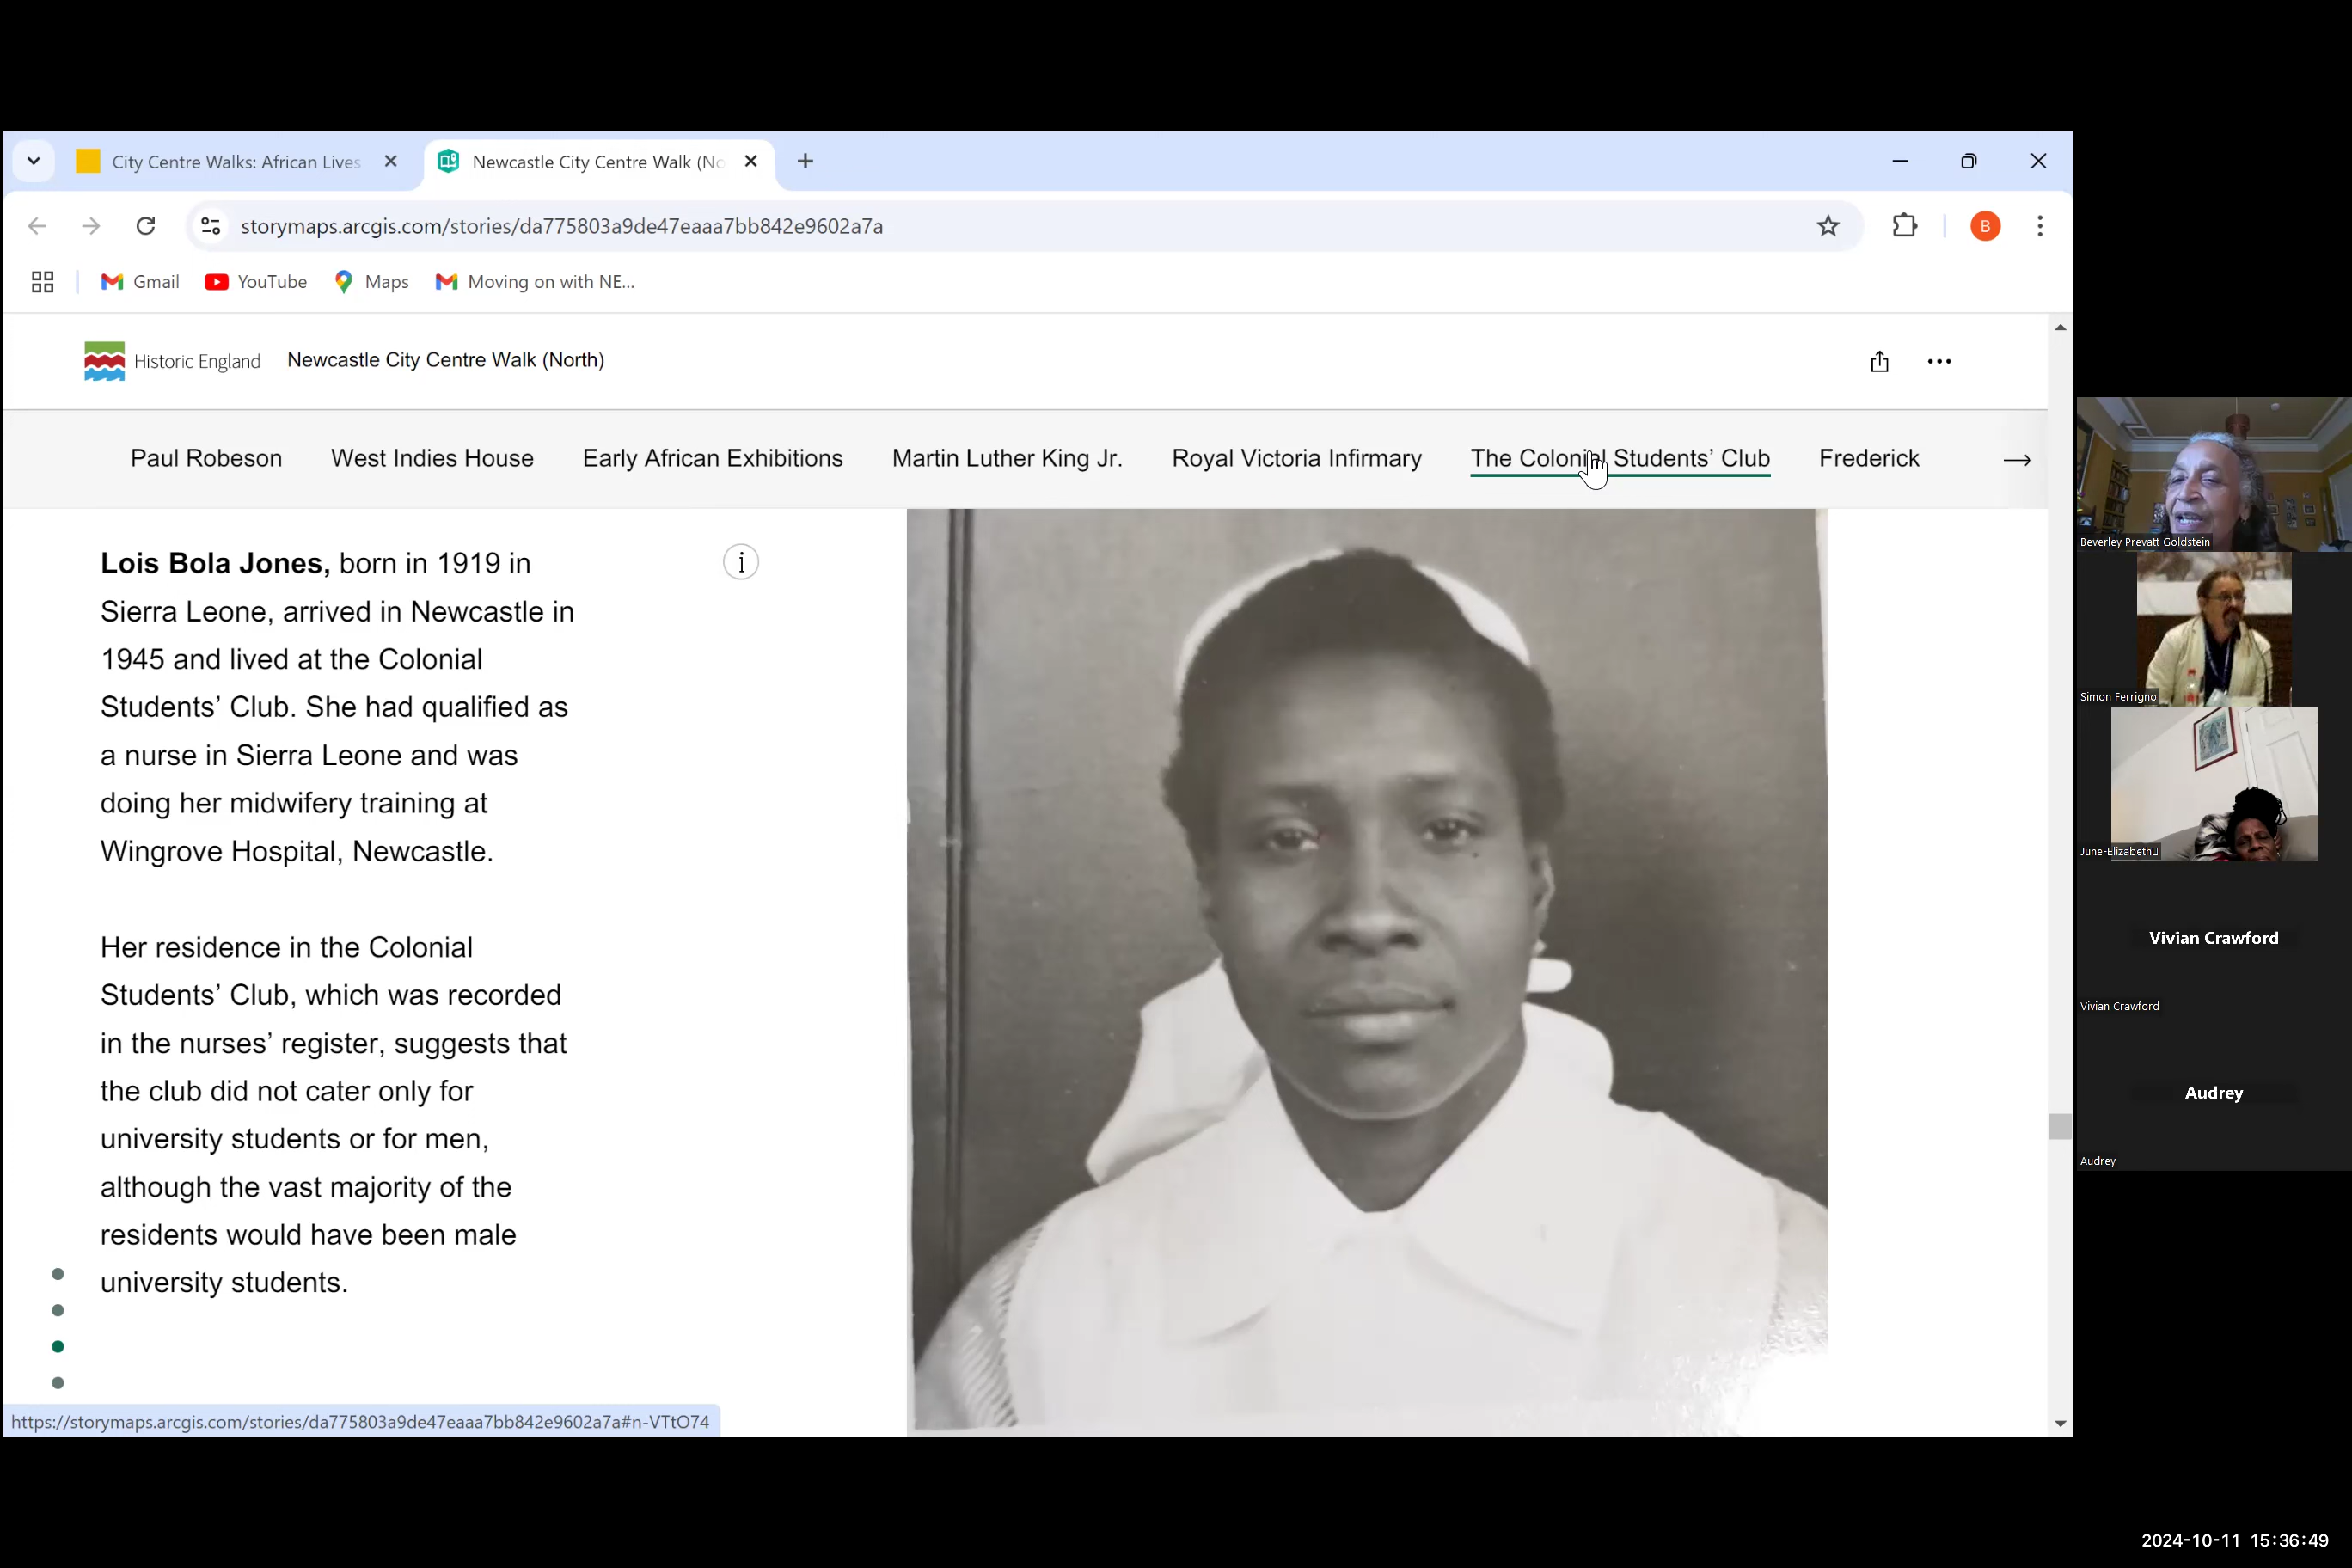 City Centre Walks: African Lives
Newcastle City Centre Walk (No
storymaps.arcgis.com/stories/da775803a9de47eaaa7bb842e9602a7a
B
Gmail
YouTube
Maps
Moving on with NE...
Historic England
Newcastle City Centre Walk (North)
Paul Robeson
West Indies House
Early African Exhibitions
Martin Luther King Jr.
Royal Victoria Infirmary
The Colonial Students’ Club
Frederick
Lois Bola Jones, born in 1919 in
Sierra Leone, arrived in Newcastle in
1945 and lived at the Colonial
Students’ Club. She had qualified as
a nurse in Sierra Leone and was
doing her midwifery training at
Wingrove Hospital, Newcastle.
Her residence in the Colonial
Students’ Club, which was recorded
in the nurses’ register, suggests that
the club did not cater only for
university students or for men,
although the vast majority of the
residents would have been male
university students.
i
https://storymaps.arcgis.com/stories/da775803a9de47eaaa7bb842e9602a7a#n-VTtO74
Beverley Prevatt Goldstein
Simon Ferrigno
June-Elizabeth
Vivian Crawford
Vivian Crawford
Audrey
Audrey
2024-10-11 15:36:49